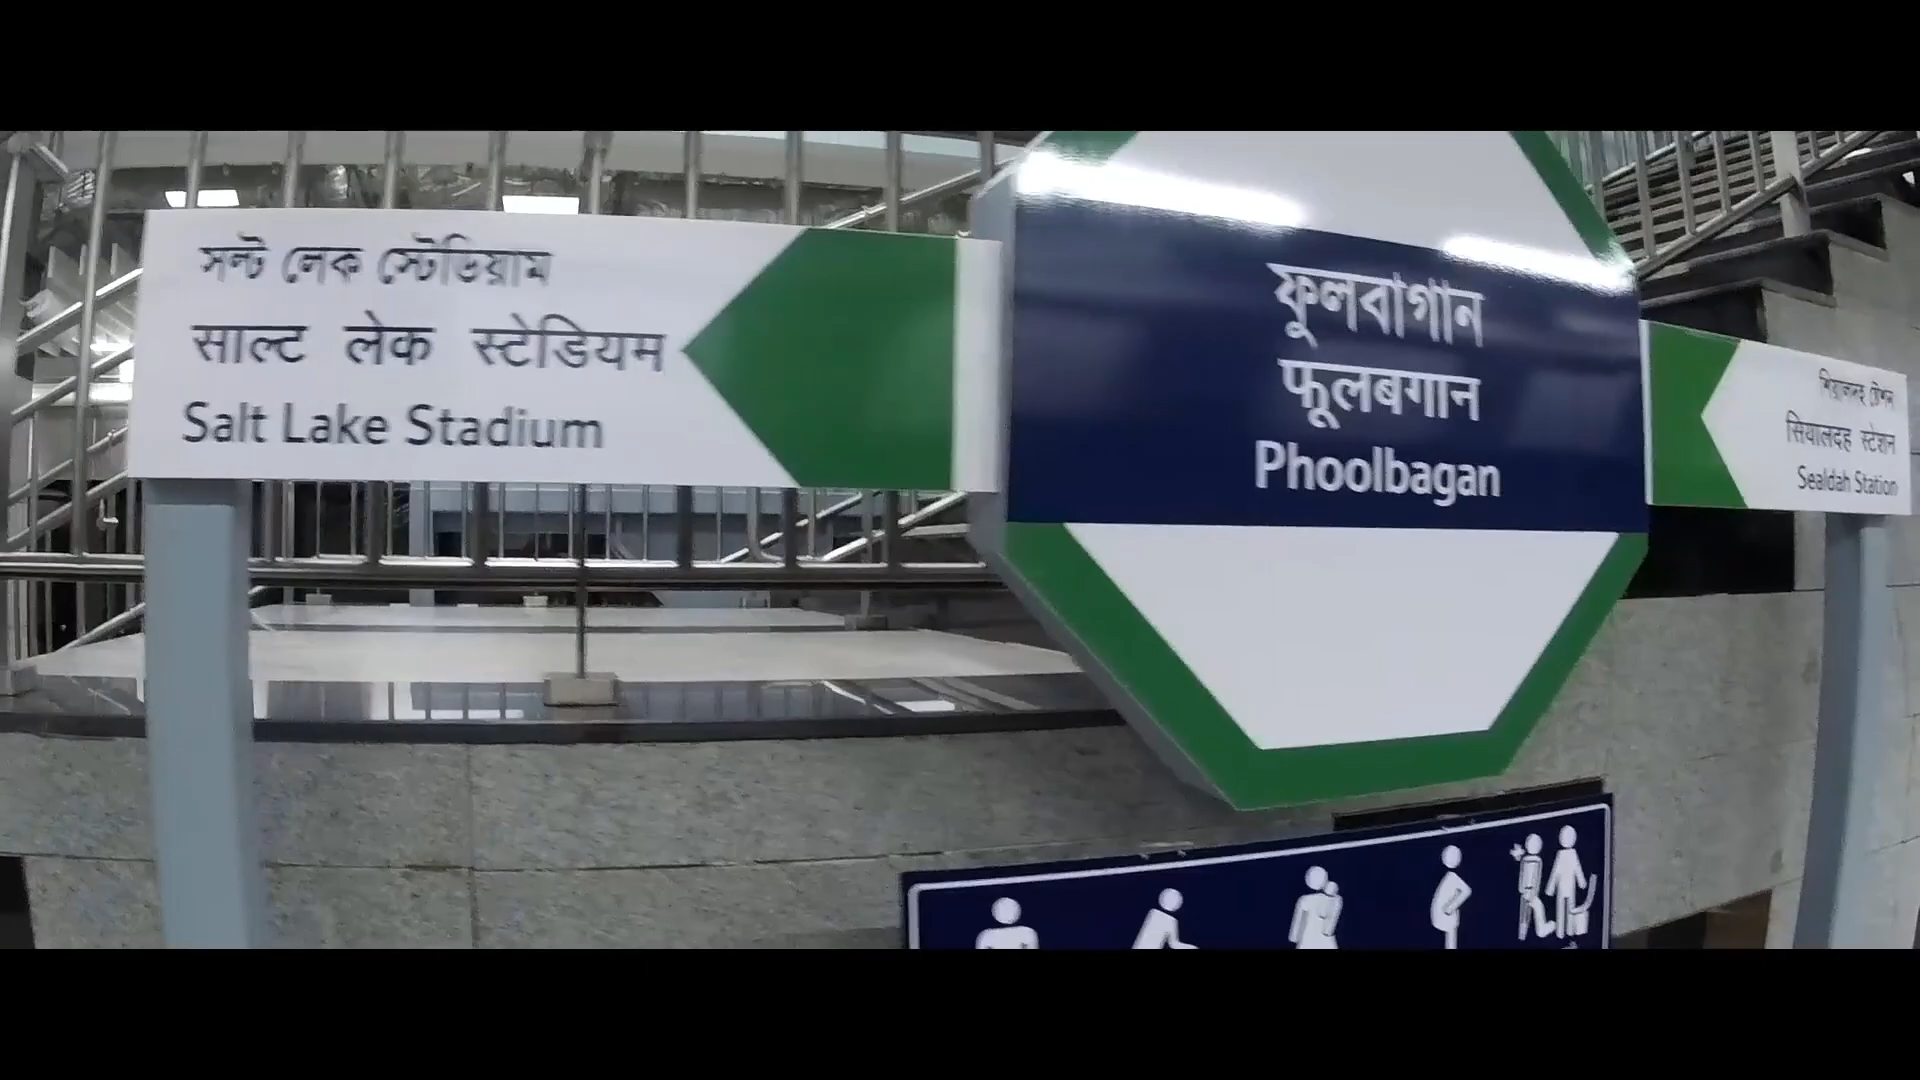 সল্ট লেক স্টেডিয়াম
साल्ट लेक स्टेडियम
Salt Lake Stadium
ফুলবাগান
फूलबगान
Phoolbagan
শিয়ালদহ স্টেশন
सियालदह स्टेशन
Sealdah Station